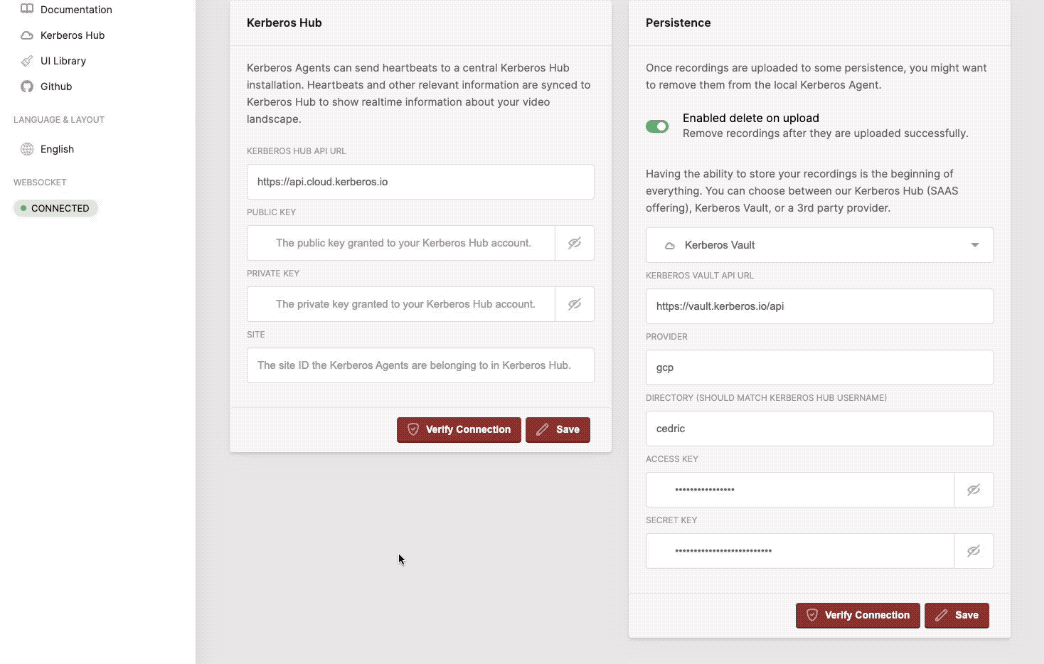 Documentation
Kerberos Hub
UI Library
Github
LANGUAGE & LAYOUT
English
WEBSOCKET
CONNECTED
Kerberos Hub
Kerberos Agents can send heartbeats to a central Kerberos Hub
installation. Heartbeats and other relevant information are synced to
Kerberos Hub to show realtime information about your video
landscape.
KERBEROS HUB API URL
https://api.cloud.kerberos.io
PUBLIC KEY
The public key granted to your Kerberos Hub account.
PRIVATE KEY
The private key granted to your Kerberos Hub account.
SITE
The site ID the Kerberos Agents are belonging to in Kerberos Hub.
Verify Connection
Save
Persistence
Once recordings are uploaded to some persistence, you might want
to remove them from the local Kerberos Agent.
Enabled delete on upload
Remove recordings after they are uploaded successfully.
Having the ability to store your recordings is the beginning of
everything. You can choose between our Kerberos Hub (SAAS
offering), Kerberos Vault, or a 3rd party provider.
Kerberos Vault
KERBEROS VAULT API URL
https://vault.kerberos.io/api
PROVIDER
gcp
DIRECTORY (SHOULD MATCH KERBEROS HUB USERNAME)
cedric
ACCESS KEY
SECRET KEY
Verify Connection
Save